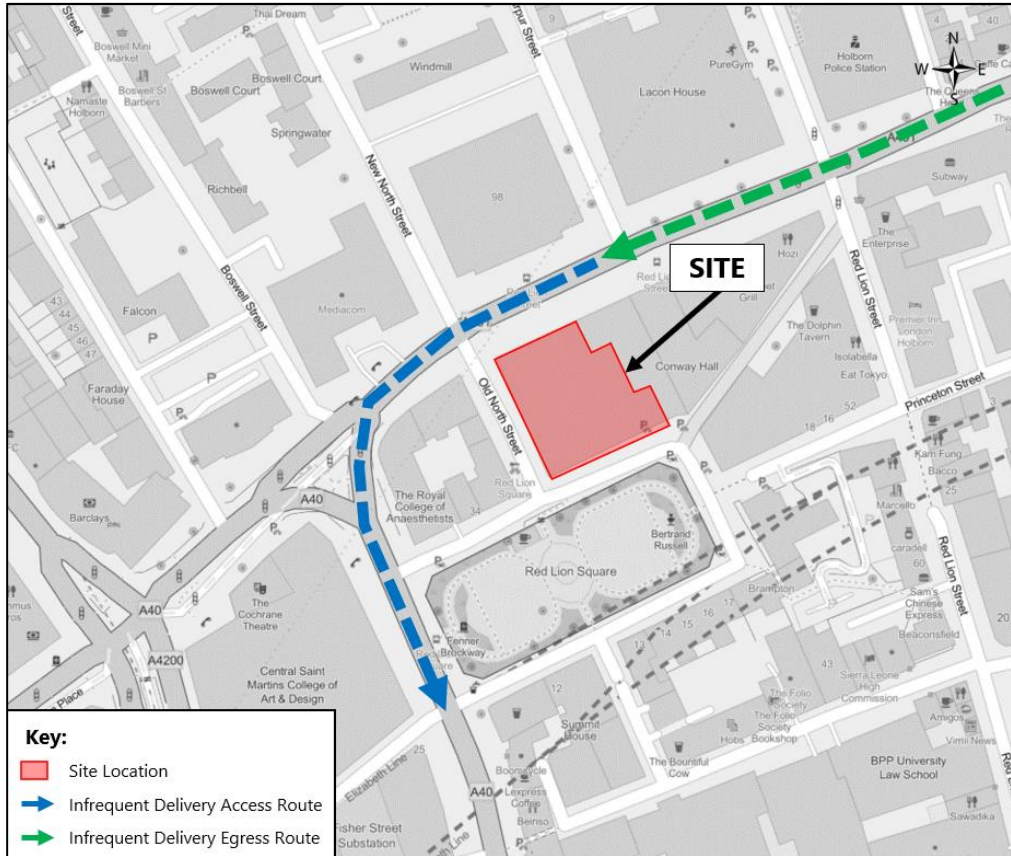 Street
Thai Dream
Boswell Mini
Market
Boswell St
Barbers
Boswell Court
Boswell Court
Windmill
9
PureGym
Holborn
Police Station
4
40
N
W
E
S
Namaste
Holborn
Springwater
Lacon House
Richbell
New North Street
98
Subway
The
Enterprise
Hozi
SITE
Red Lion Street
Boswell Street
Falcon
Mediacom
43
44
45
46
47
P
P
Faraday
House
Old North Street
Conway Hall
Grill
The Dolphin
Tavern
Premier Inn
London
Holborn
Isolabella
Eat Tokyo
Princeton Street
52
16
18
3
Kam Fung
Bacco
25
Marcello
caradell
60
Sam's
Chinese
Express
Beaconsfield
Red Lion Street
20
Barclays
A40
The Royal
College of
Anaesthetists
34
Red Lion
Square
Bertrand
Russell
Red Lion Square
Brampton
A40
The
Cochrane
Theatre
A4200
Fenner
Brockway
Central Saint
Martins College of
Art & Design
17
16
15
14
13
12
43
Sierra Leone
High
Commission
The Folio
Society
The Folio
Society
Bookshop
Hobs
Amigos
Vimi News
BPP University
Law School
Summit
House
The Bountiful
Cow
25
Elizabeth Line
Boomcycle
Lexpress
Coffee
Beiriso
A40
Fisher Street
Substation
Sawadika
Key:
Site Location
Infrequent Delivery Access Route
Infrequent Delivery Egress Route